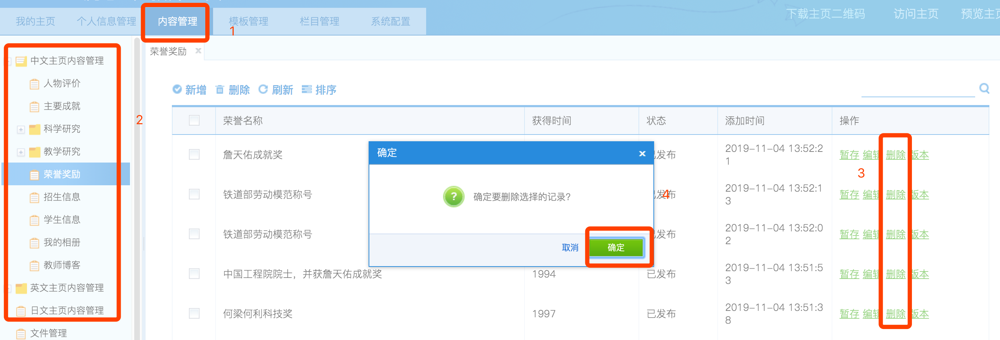 我的主页 个人信息管理 内容管理 模板管理 栏目管理 系统配置
下载主页二维码 访问主页 预览主页
1
荣誉奖励 x
中文主页内容管理
人物评价
主要成就
科学研究
教学研究
荣誉奖励
招生信息
学生信息
我的相册
教师博客
英文主页内容管理
日文主页内容管理
文件管理
2
新增 删除 刷新 排序
荣誉名称 获得时间 状态 添加时间 操作
詹天佑成就奖 已发布 2019-11-04 13:52:2
1
暂存 编辑 删除 版本
铁道部劳动模范称号 已发布 2019-11-04 13:52:1
3
暂存 编辑 删除 版本
铁道部劳动模范称号 已发布 2019-11-04 13:52:0
2
暂存 编辑 删除 版本
中国工程院院士，并获詹天佑成就奖 1994 已发布 2019-11-04 13:51:5
3
暂存 编辑 删除 版本
何梁何利科技奖 1997 已发布 2019-11-04 13:51:3
8
暂存 编辑 删除 版本
3
确定 x
确定要删除选择的记录?
取消 确定
4